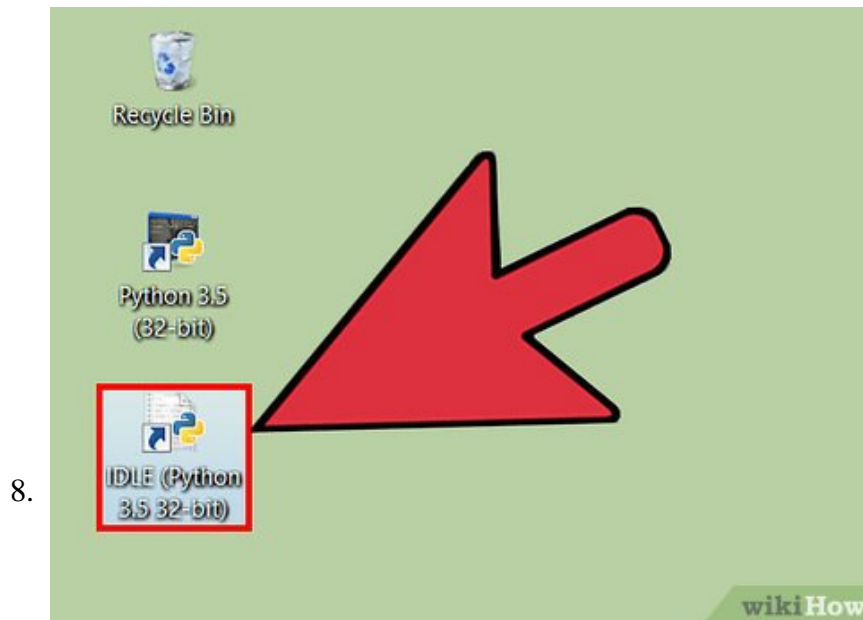 Recycle Bin
Python 3.5
(32-bit)
IDLE (Python
3.5 32-bit)
8.
wikiHow